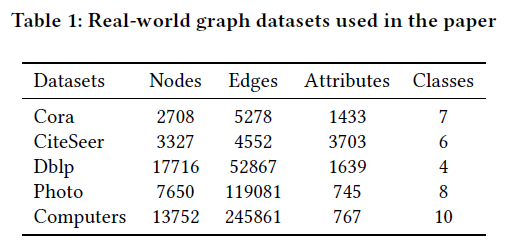 Table 1: Real-world graph datasets used in the paper
Datasets Nodes Edges Attributes Classes
Cora 2708 5278 1433 7
CiteSeer 3327 4552 3703 6
Dblp 17716 52867 1639 4
Photo 7650 119081 745 8
Computers 13752 245861 767 10